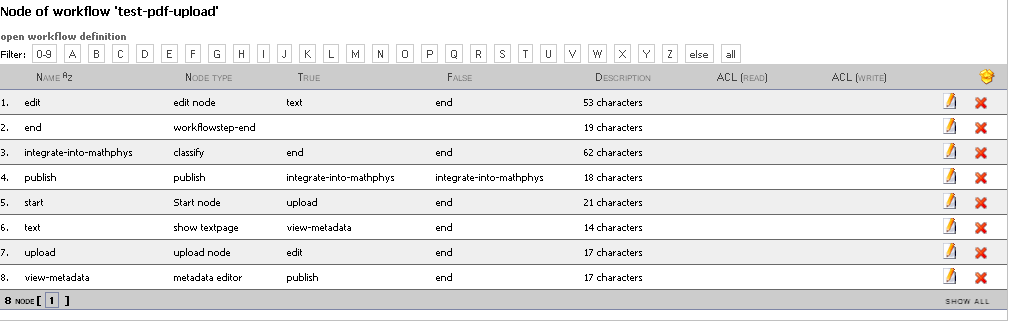 Node of workflow 'test-pdf-upload'
open workflow definition
Filter: 0-9 A B C D E F G H I J K L M N O P Q R S T U V W X Y Z else all
NAME AZ NODE TYPE TRUE FALSE DESCRIPTION ACL (READ) ACL (WRITE)
1. edit edit node text end 53 characters
2. end workflowstep-end 19 characters
3. integrate-into-mathphys classify end end 62 characters
4. publish publish integrate-into-mathphys integrate-into-mathphys 18 characters
5. start Start node upload end 21 characters
6. text show textpage view-metadata end 14 characters
7. upload upload node edit end 17 characters
8. view-metadata metadata editor publish end 17 characters
8 NODE [ 1 ] SHOW ALL